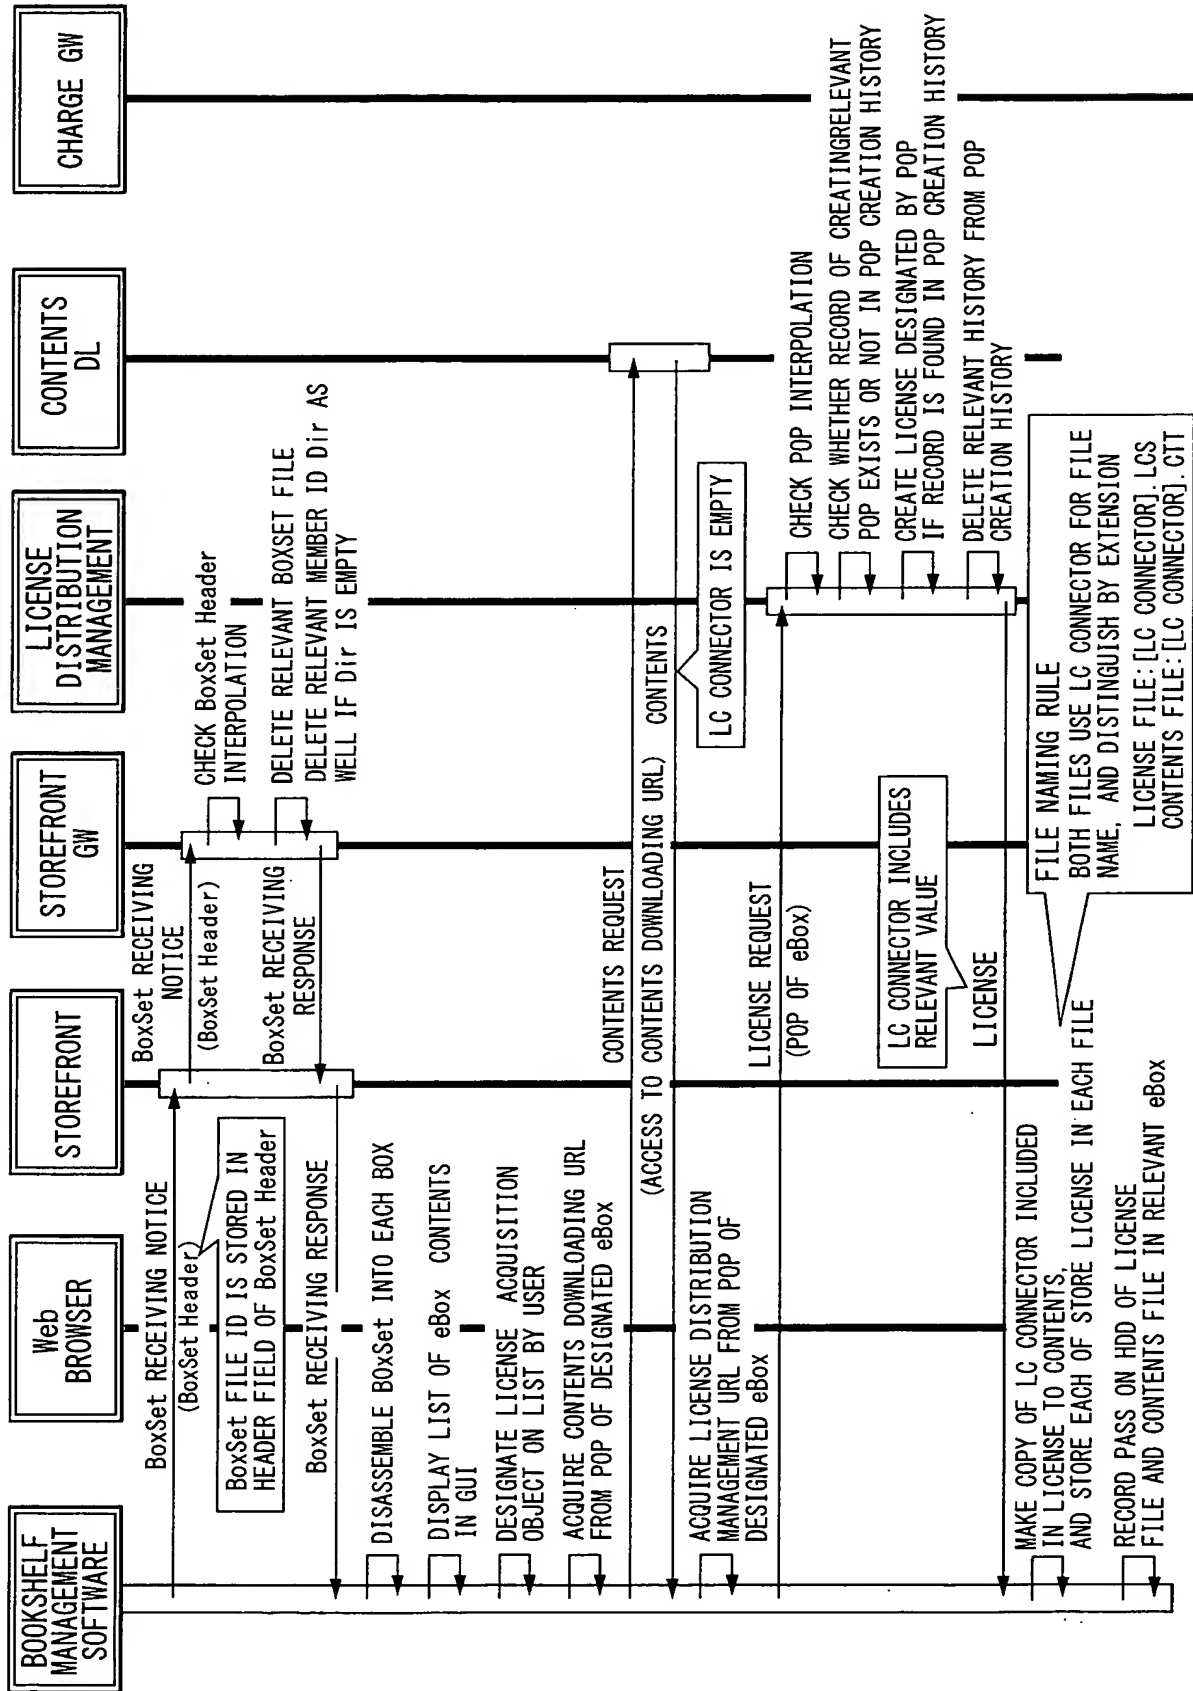 BOOKSHELF
MANAGEMENT
SOFTWARE
Web
BROWSER
STOREFRONT
STOREFRONT
GW
LICENSE
DISTRIBUTION
MANAGEMENT
CONTENTS
DL
CHARGE GW
BoxSet RECEIVING NOTICE
(BoxSet Header)
BoxSet FILE ID IS STORED IN
HEADER FIELD OF BoxSet Header
BoxSet RECEIVING
NOTICE
(BoxSet Header)
CHECK BoxSet Header
INTERPOLATION
DELETE RELEVANT BOXSET FILE
DELETE RELEVANT MEMBER ID Dir AS
WELL IF Dir IS EMPTY
BoxSet RECEIVING
RESPONSE
BoxSet RECEIVING RESPONSE
DISASSEMBLE BoxSet INTO EACH BOX
DISPLAY LIST OF eBox CONTENTS
IN GUI
DESIGNATE LICENSE ACQUISITION
OBJECT ON LIST BY USER
ACQUIRE CONTENTS DOWNLOADING URL
FROM POP OF DESIGNATED eBox
CONTENTS REQUEST
(ACCESS TO CONTENTS DOWNLOADING URL)
CONTENTS
LC CONNECTOR IS EMPTY
ACQUIRE LICENSE DISTRIBUTION
MANAGEMENT URL FROM POP OF
DESIGNATED eBox
LICENSE REQUEST
(POP OF eBox)
CHECK POP INTERPOLATION
CHECK WHETHER RECORD OF CREATINGRELEVANT
POP EXISTS OR NOT IN POP CREATION HISTORY
CREATE LICENSE DESIGNATED BY POP
IF RECORD IS FOUND IN POP CREATION HISTORY
DELETE RELEVANT HISTORY FROM POP
CREATION HISTORY
LC CONNECTOR INCLUDES
RELEVANT VALUE
LICENSE
MAKE COPY OF LC CONNECTOR INCLUDED
IN LICENSE TO CONTENTS,
AND STORE EACH OF STORE LICENSE IN EACH FILE
FILE NAMING RULE
BOTH FILES USE LC CONNECTOR FOR FILE
NAME, AND DISTINGUISH BY EXTENSION
LICENSE FILE:[LC CONNECTOR].LCS
CONTENTS FILE:[LC CONNECTOR].CTT
RECORD PASS ON HDD OF LICENSE
FILE AND CONTENTS FILE IN RELEVANT eBox